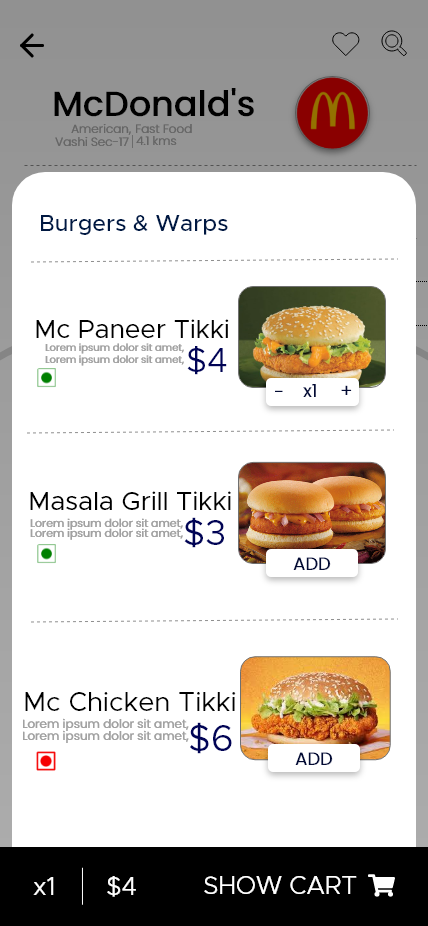 McDonald's
American, Fast Food
Vashi Sec-17 | 4.1 kms
Burgers & Warps
Mc Paneer Tikki
Lorem ipsum dolor sit amet,
Lorem ipsum dolor sit amet,
$4
- x1 +
Masala Grill Tikki
Lorem ipsum dolor sit amet,
Lorem ipsum dolor sit amet,
$3
ADD
Mc Chicken Tikki
Lorem ipsum dolor sit amet,
Lorem ipsum dolor sit amet,
$6
ADD
x1 | $4 SHOW CART